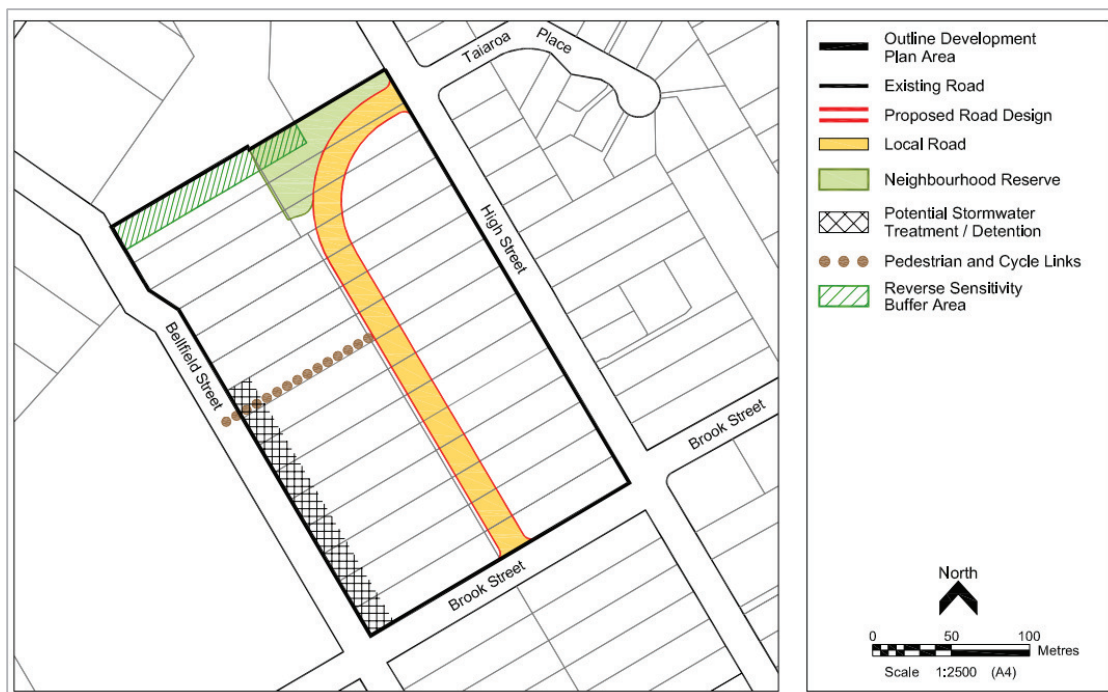 Taiaroa Place
High Street
Bellfield Street
Brook Street
Brook Street
Outline Development
Plan Area
Existing Road
Proposed Road Design
Local Road
Neighbourhood Reserve
Potential Stormwater
Treatment / Detention
Pedestrian and Cycle Links
Reverse Sensitivity
Buffer Area
North
0 50 100
Metres
Scale 1:2500 (A4)